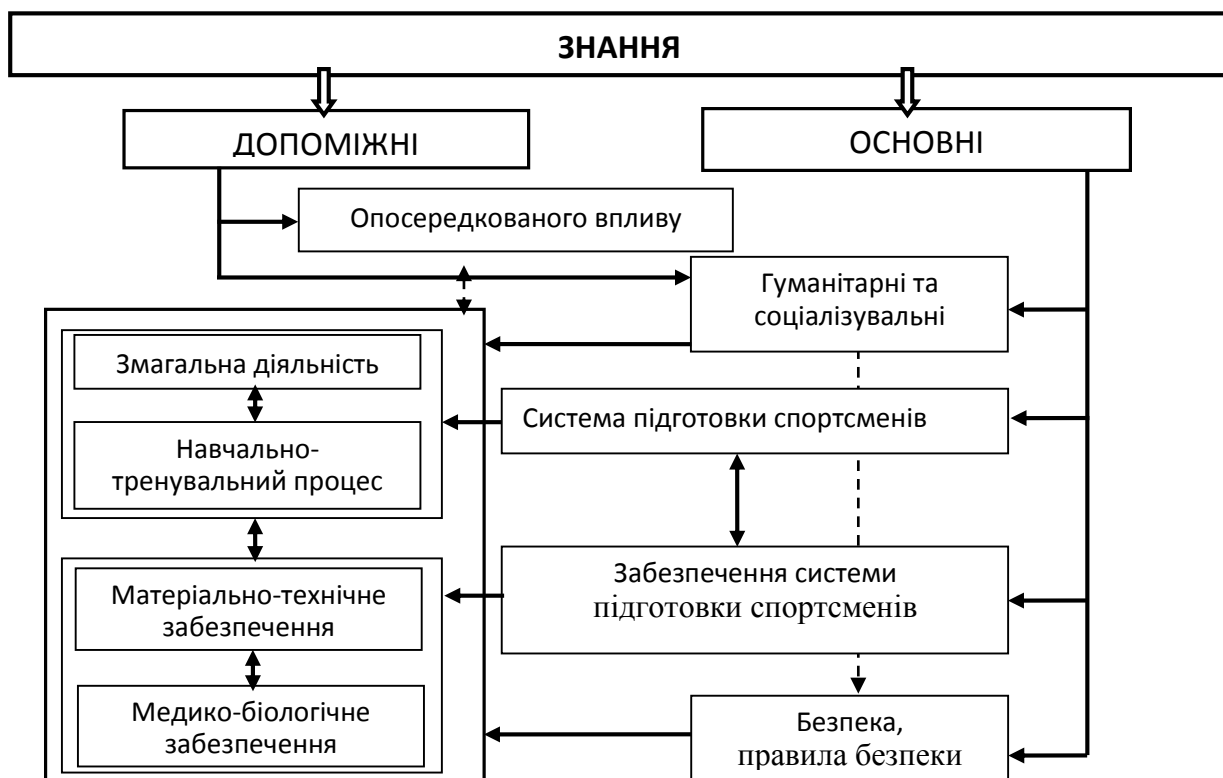 ЗНАННЯ
ДОПОМІЖНІ
ОСНОВНІ
Опосередкованого впливу
Гуманітарні та
соціалізувальні
Змагальна діяльність
Система підготовки спортсменів
Навчально-
тренувальний процес
Забезпечення системи
підготовки спортсменів
Матеріально-технічне
забезпечення
Медико-біологічне
забезпечення
Безпека,
правила безпеки